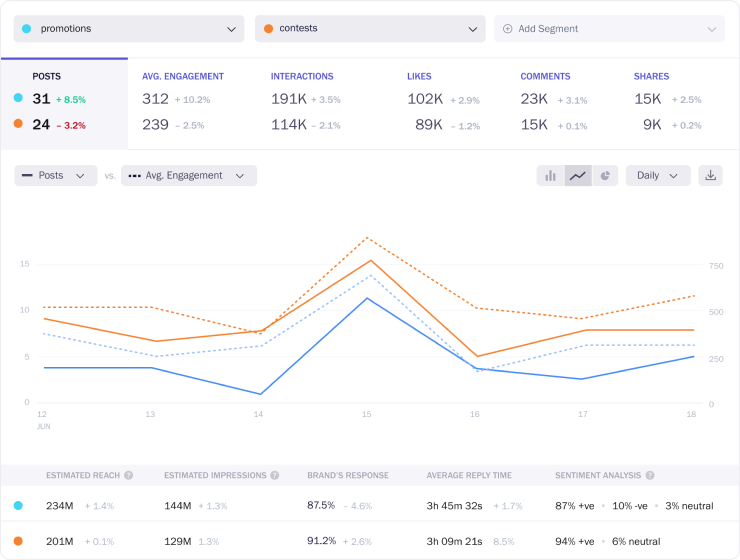 promotions contests Add Segment
POSTS AVG. ENGAGEMENT INTERACTIONS LIKES COMMENTS SHARES
31 + 8.5% 312 + 10.2% 191K + 3.5% 102K + 2.9% 23K + 3.1% 15K + 2.5%
24 – 3.2% 239 – 2.5% 114K – 2.1% 89K – 1.2% 15K + 0.1% 9K + 0.2%
Posts vs. Avg. Engagement Daily
15 750
10 500
5 250
0 0
12 13 14 15 16 17 18
JUN
ESTIMATED REACH ? ESTIMATED IMPRESSIONS ? BRAND'S RESPONSE AVERAGE REPLY TIME SENTIMENT ANALYSIS ?
234M + 1.4% 144M + 1.3% 87.5% – 4.6% 3h 45m 32s + 1.7% 87% +ve • 10% -ve • 3% neutral
201M + 0.1% 129M 1.3% 91.2% + 2.6% 3h 09m 21s 8.5% 94% +ve • 6% neutral